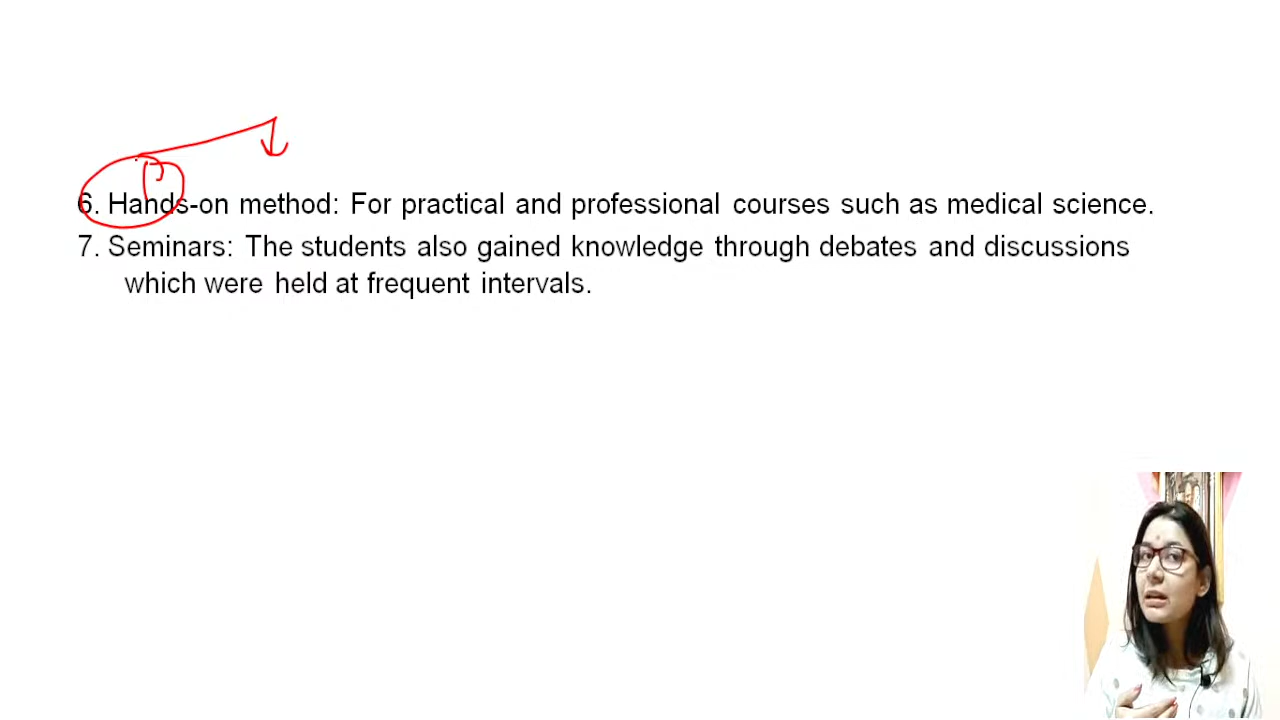 6. Hands-on method: For practical and professional courses such as medical science.
7. Seminars: The students also gained knowledge through debates and discussions
which were held at frequent intervals.